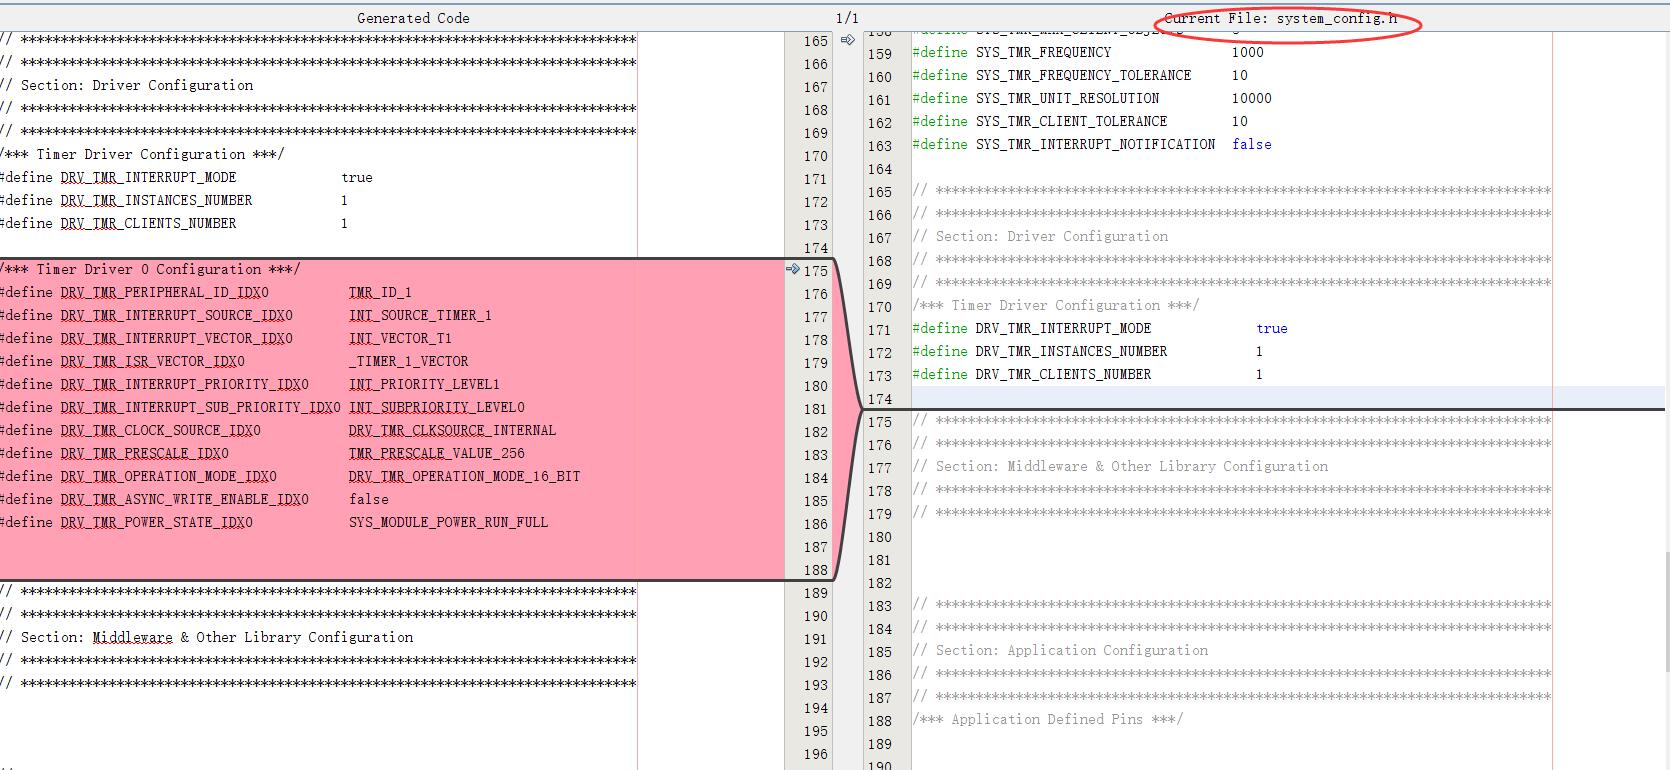 Generated Code
1/1
Current File: system_config.h
// *****************************************************************************
165
// *****************************************************************************
166
// Section: Driver Configuration
167
// *****************************************************************************
168
// *****************************************************************************
169
/*** Timer Driver Configuration ***/
170
#define DRV_TMR_INTERRUPT_MODE true
171
#define DRV_TMR_INSTANCES_NUMBER 1
172
#define DRV_TMR_CLIENTS_NUMBER 1
173
174
/*** Timer Driver 0 Configuration ***/
175
#define DRV_TMR_PERIPHERAL_ID_IDX0 TMR_ID_1
176
#define DRV_TMR_INTERRUPT_SOURCE_IDX0 INT_SOURCE_TIMER_1
177
#define DRV_TMR_INTERRUPT_VECTOR_IDX0 INT_VECTOR_T1
178
#define DRV_TMR_ISR_VECTOR_IDX0 _TIMER_1_VECTOR
179
#define DRV_TMR_INTERRUPT_PRIORITY_IDX0 INT_PRIORITY_LEVEL1
180
#define DRV_TMR_INTERRUPT_SUB_PRIORITY_IDX0 INT_SUBPRIORITY_LEVEL0
181
#define DRV_TMR_CLOCK_SOURCE_IDX0 DRV_TMR_CLKSOURCE_INTERNAL
182
#define DRV_TMR_PRESCALE_IDX0 TMR_PRESCALE_VALUE_256
183
#define DRV_TMR_OPERATION_MODE_IDX0 DRV_TMR_OPERATION_MODE_16_BIT
184
#define DRV_TMR_ASYNC_WRITE_ENABLE_IDX0 false
185
#define DRV_TMR_POWER_STATE_IDX0 SYS_MODULE_POWER_RUN_FULL
186
187
188
// *****************************************************************************
189
// *****************************************************************************
190
// Section: Middleware & Other Library Configuration
191
// *****************************************************************************
192
// *****************************************************************************
193
194
195
196
159 #define SYS_TMR_FREQUENCY 1000
160 #define SYS_TMR_FREQUENCY_TOLERANCE 10
161 #define SYS_TMR_UNIT_RESOLUTION 10000
162 #define SYS_TMR_CLIENT_TOLERANCE 10
163 #define SYS_TMR_INTERRUPT_NOTIFICATION false
164
165 // *****************************************************************************
166 // *****************************************************************************
167 // Section: Driver Configuration
168 // *****************************************************************************
169 // *****************************************************************************
170 /*** Timer Driver Configuration ***/
171 #define DRV_TMR_INTERRUPT_MODE true
172 #define DRV_TMR_INSTANCES_NUMBER 1
173 #define DRV_TMR_CLIENTS_NUMBER 1
174
175 // *****************************************************************************
176 // *****************************************************************************
177 // Section: Middleware & Other Library Configuration
178 // *****************************************************************************
179 // *****************************************************************************
180
181
182
183 // *****************************************************************************
184 // *****************************************************************************
185 // Section: Application Configuration
186 // *****************************************************************************
187 // *****************************************************************************
188 /*** Application Defined Pins ***/
189
190